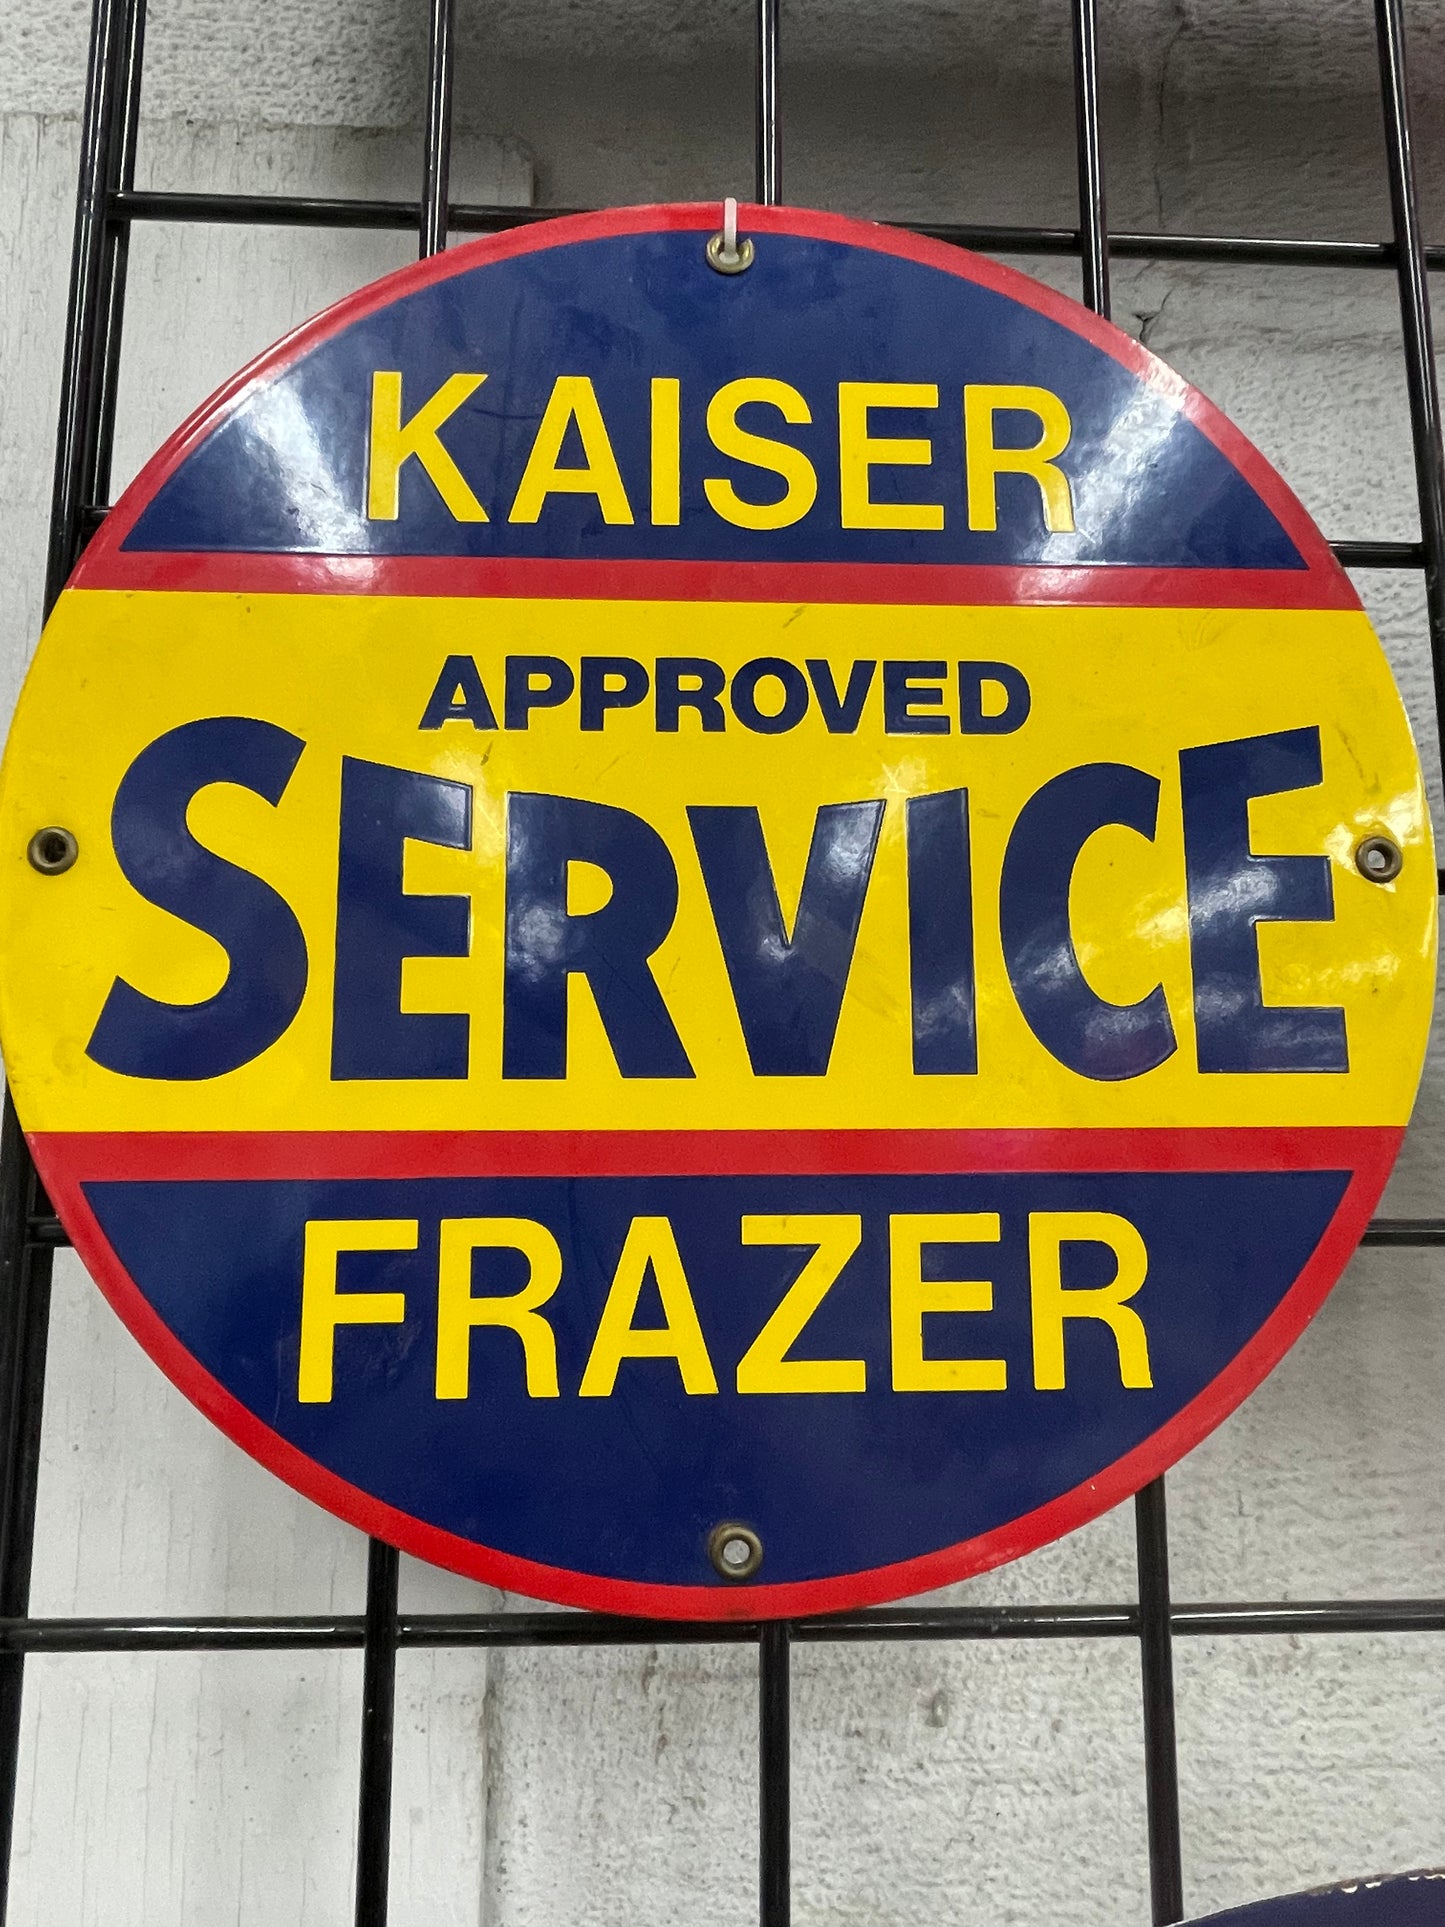 KAISER
APPROVED
SERVICE
FRAZER